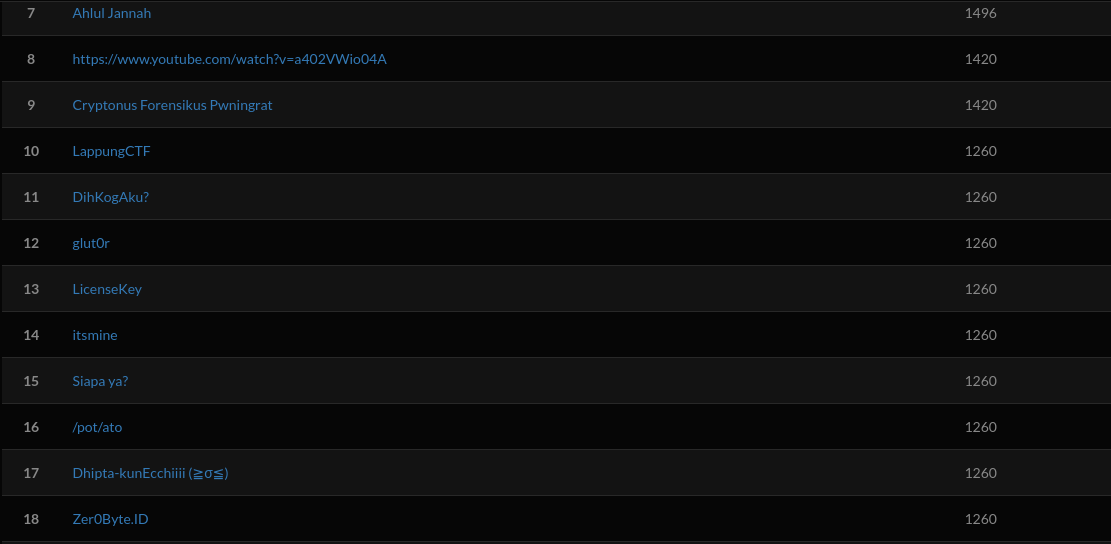 7 Ahlul Jannah 1496
8 https://www.youtube.com/watch?v=a402VWio04A 1420
9 Cryptonus Forensikus Pwningrat 1420
10 LappungCTF 1260
11 DihKogAku? 1260
12 glut0r 1260
13 LicenseKey 1260
14 itsmine 1260
15 Siapa ya? 1260
16 /pot/ato 1260
17 Dhipta-kunEcchiiii (≧σ≦) 1260
18 Zer0Byte.ID 1260